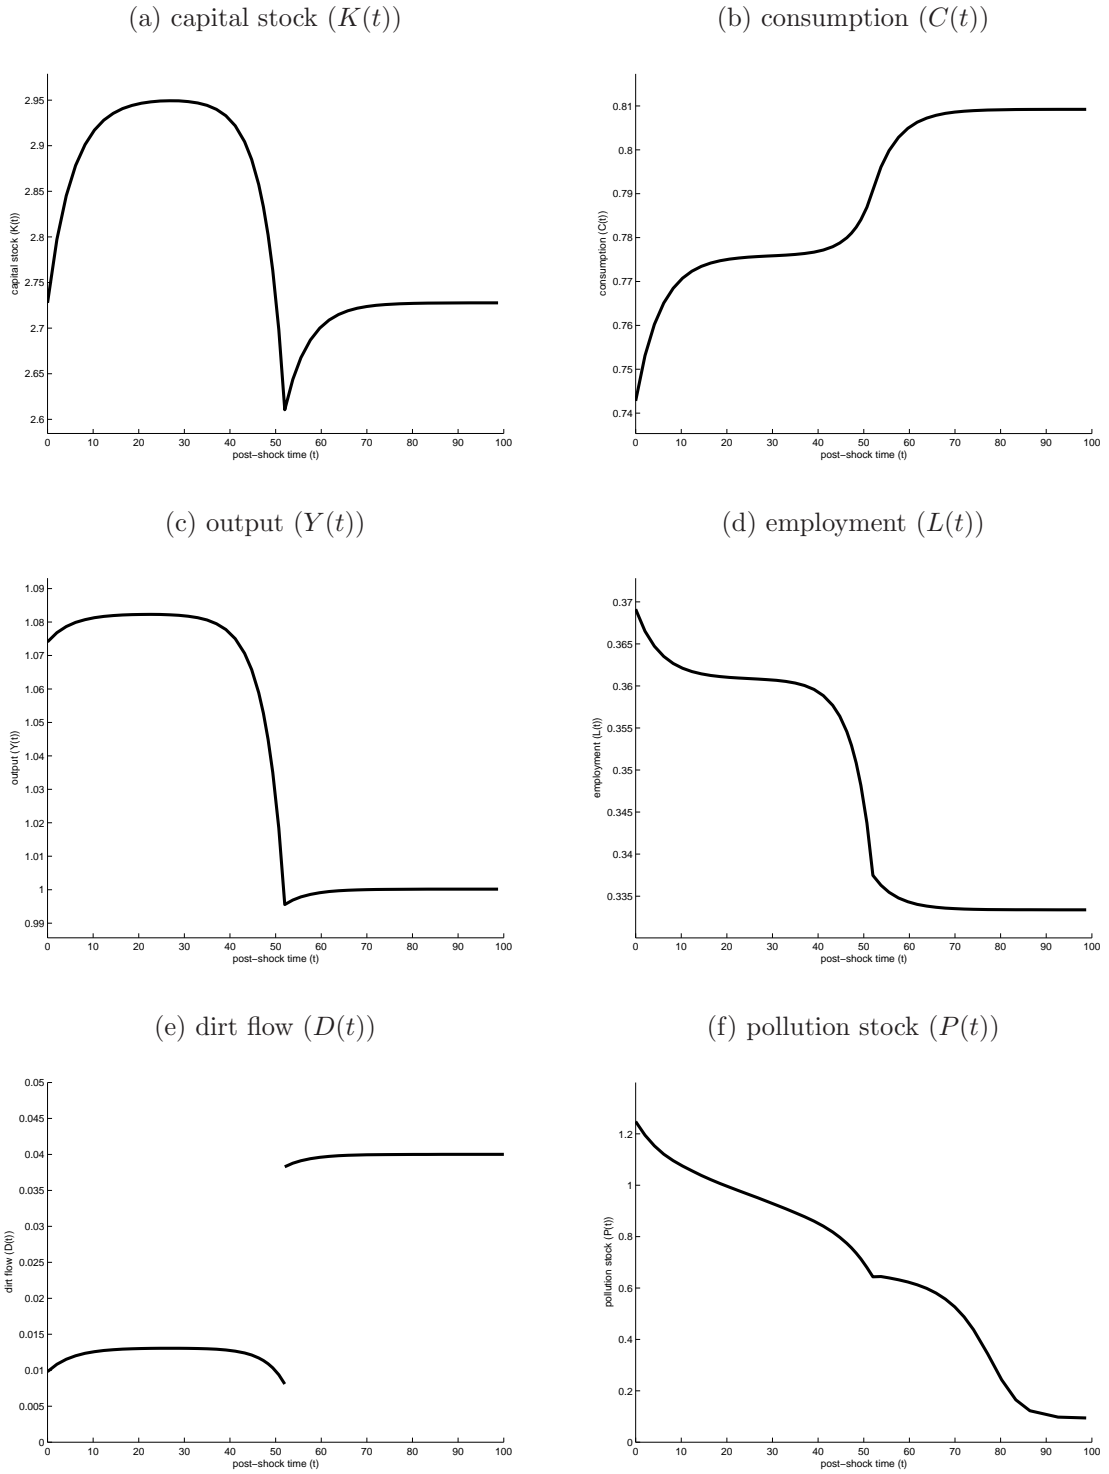 (a) capital stock (K(t))
(b) consumption (C(t))
2.95
2.9
2.85
2.8
2.75
2.7
2.65
2.6
capital stock (K(t))
0 10 20 30 40 50 60 70 80 90 100
post−shock time (t)
0.81
0.8
0.79
0.78
0.77
0.76
0.75
0.74
consumption (C(t))
0 10 20 30 40 50 60 70 80 90 100
post−shock time (t)
(c) output (Y(t))
(d) employment (L(t))
1.09
1.08
1.07
1.06
1.05
1.04
1.03
1.02
1.01
1
0.99
output (Y(t))
0 10 20 30 40 50 60 70 80 90 100
post−shock time (t)
0.37
0.365
0.36
0.355
0.35
0.345
0.34
0.335
employment (L(t))
0 10 20 30 40 50 60 70 80 90 100
post−shock time (t)
(e) dirt flow (D(t))
(f) pollution stock (P(t))
0.05
0.045
0.04
0.035
0.03
0.025
0.02
0.015
0.01
0.005
0
dirt flow (D(t))
0 10 20 30 40 50 60 70 80 90 100
post−shock time (t)
1.2
1
0.8
0.6
0.4
0.2
0
pollution stock (P(t))
0 10 20 30 40 50 60 70 80 90 100
post−shock time (t)